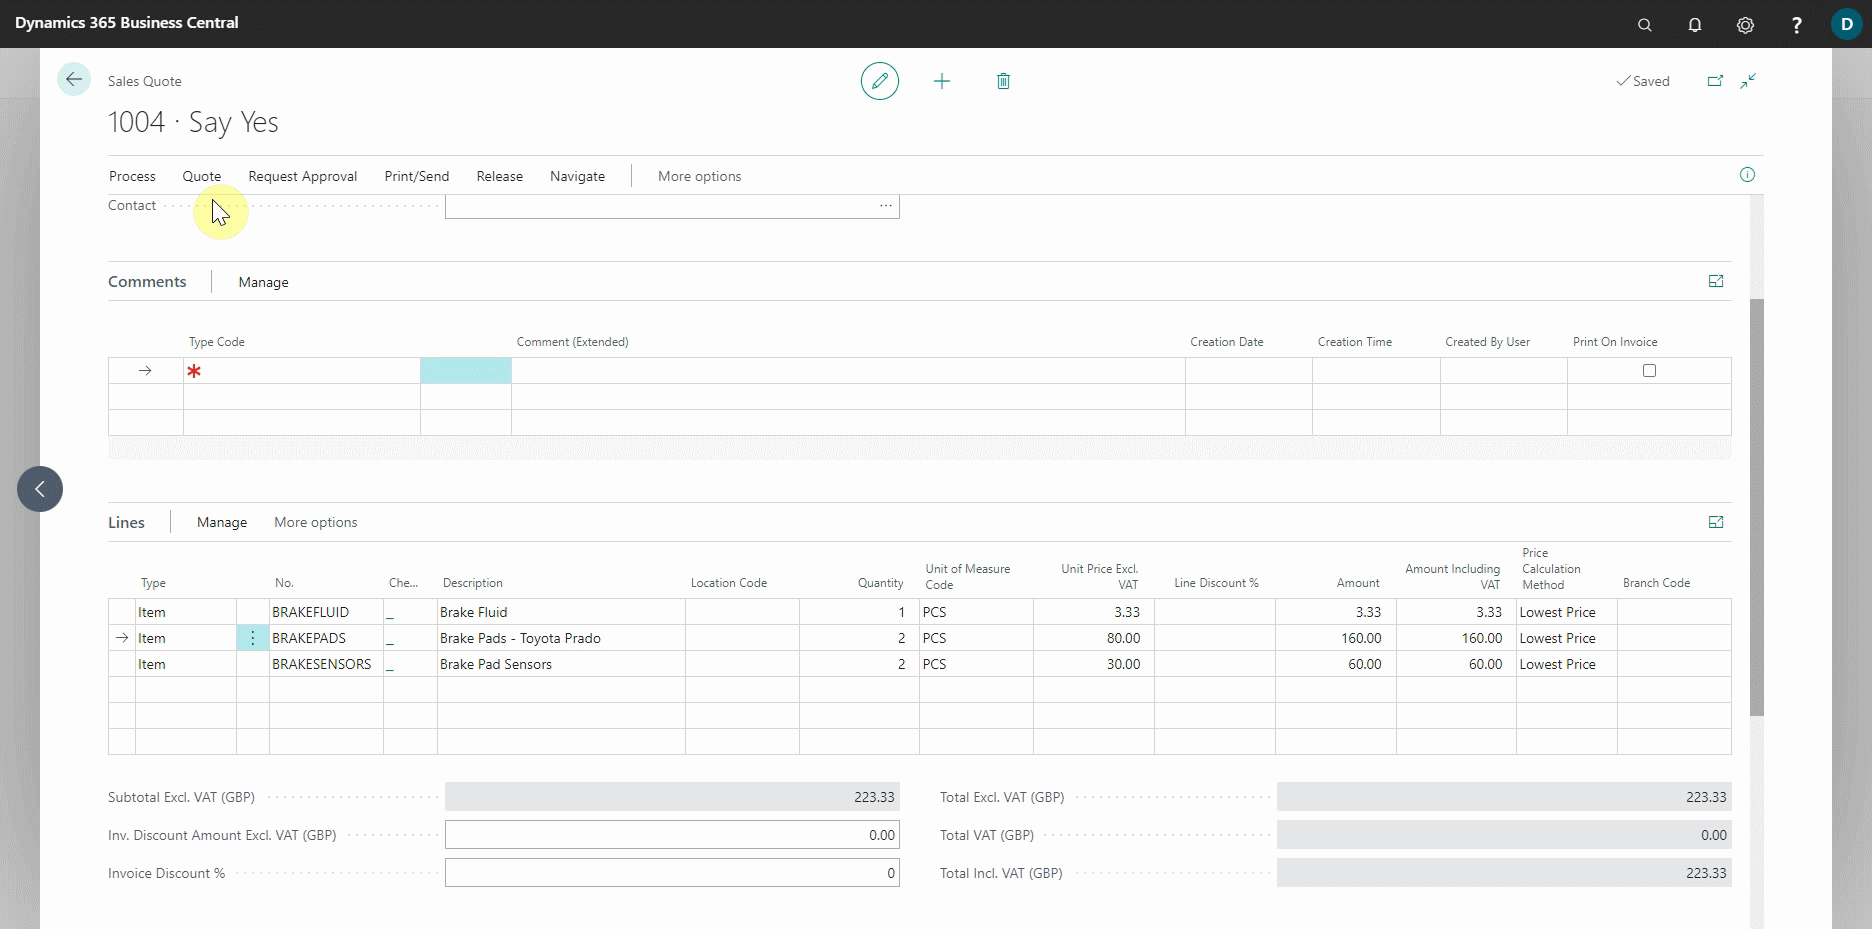 Dynamics 365 Business Central
?
D
Sales Quote
Saved
1004 · Say Yes
Process Quote Request Approval Print/Send Release Navigate More options
Contact ...
Comments Manage
Type Code Comment (Extended) Creation Date Creation Time Created By User Print On Invoice
*
Lines Manage More options
Type No. Che... Description Location Code Quantity Unit of Measure Code Unit Price Excl. VAT Line Discount % Amount Amount Including VAT Price Calculation Method Branch Code
Item BRAKEFLUID _ Brake Fluid 1 PCS 3.33 3.33 3.33 Lowest Price
Item BRAKEPADS _ Brake Pads - Toyota Prado 2 PCS 80.00 160.00 160.00 Lowest Price
Item BRAKESENSORS _ Brake Pad Sensors 2 PCS 30.00 60.00 60.00 Lowest Price
Subtotal Excl. VAT (GBP) 223.33 Total Excl. VAT (GBP) 223.33
Inv. Discount Amount Excl. VAT (GBP) 0.00 Total VAT (GBP) 0.00
Invoice Discount % 0 Total Incl. VAT (GBP) 223.33